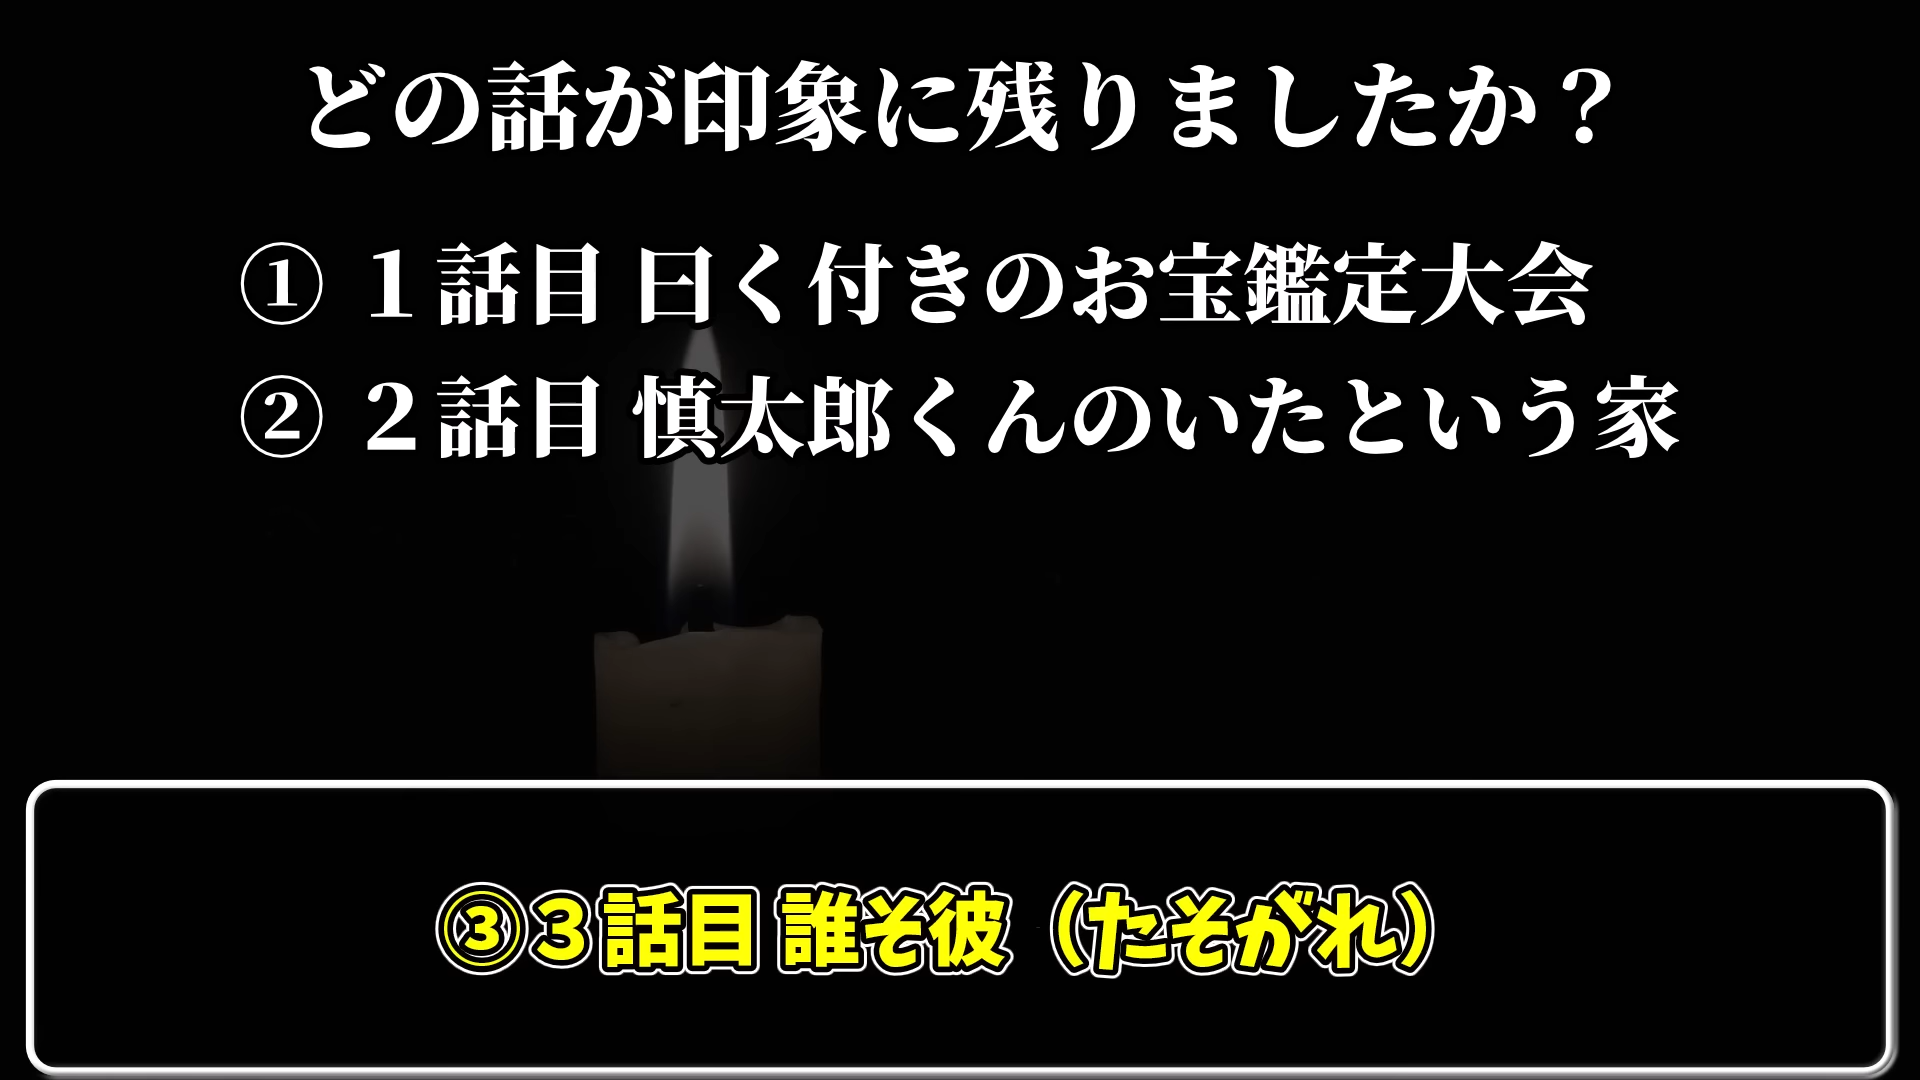 どの話が印象に残りましたか？
① １話目 曰く付きのお宝鑑定大会
② ２話目 慎太郎くんのいたという家
③３話目 誰そ彼（たそがれ）